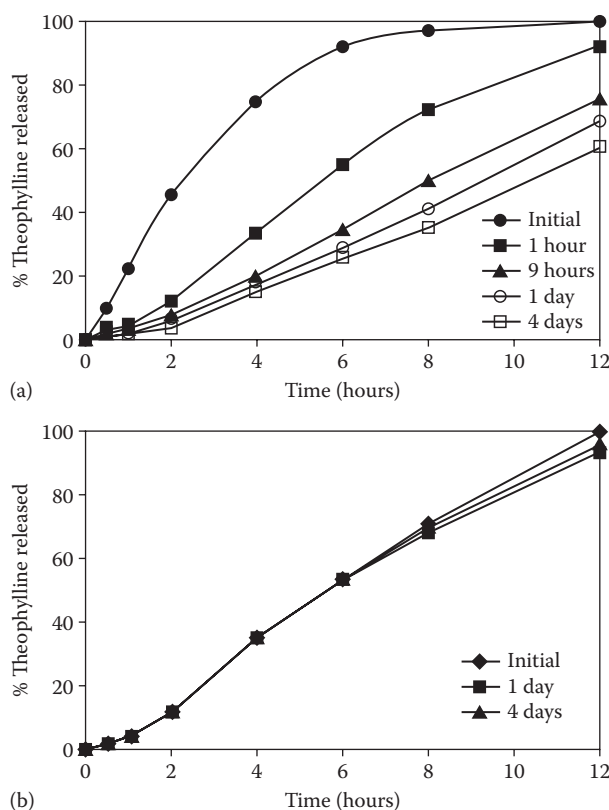 100
80
60
40
20
0
% Theophylline released
Initial
1 hour
9 hours
1 day
4 days
0 2 4 6 8 10 12
(a) Time (hours)
100
80
60
40
20
0
% Theophylline released
Initial
1 day
4 days
0 2 4 6 8 10 12
(b) Time (hours)